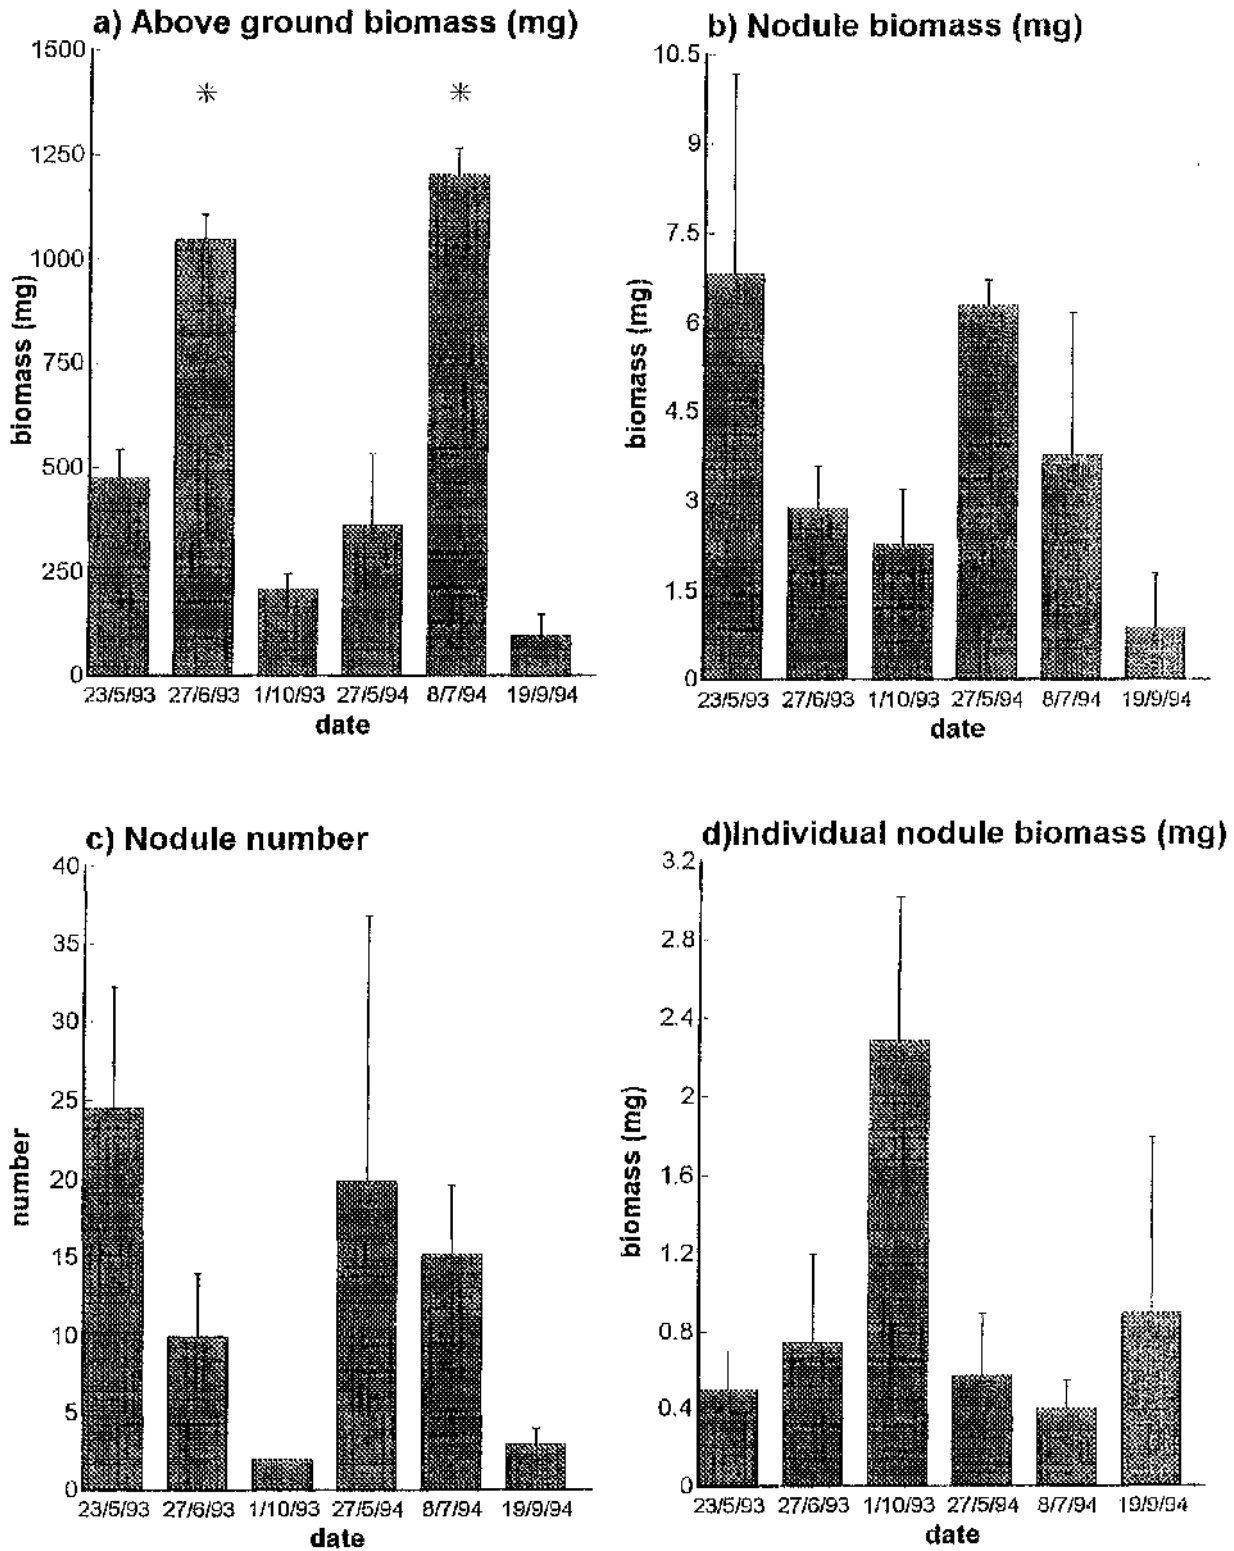 a) Above ground biomass (mg)
1500
1250
1000
750
500
250
0
biomass (mg)
23/5/93 27/6/93 1/10/93 27/5/94 8/7/94 19/9/94
date
b) Nodule biomass (mg)
10.5
9
7.5
6
4.5
3
1.5
0
biomass (mg)
23/5/93 27/6/93 1/10/93 27/5/94 8/7/94 19/9/94
date
c) Nodule number
40
35
30
25
20
15
10
5
0
number
23/5/93 27/6/93 1/10/93 27/5/94 8/7/94 19/9/94
date
d)Individual nodule biomass (mg)
3.2
2.8
2.4
2
1.6
1.2
0.8
0.4
0
biomass (mg)
23/5/93 27/6/93 1/10/93 27/5/94 8/7/94 19/9/94
date